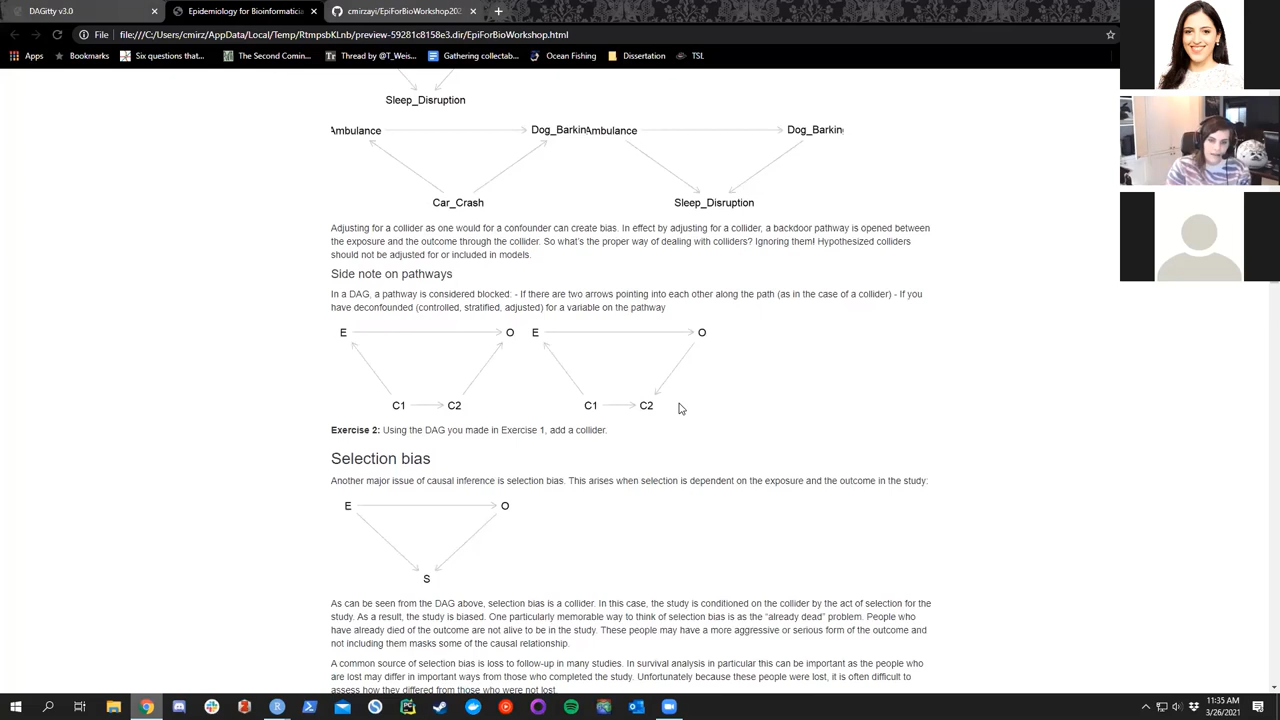 DAGitty v3.0
Epidemiology for Bioinformatician
cmirzayi/cmirzayi202
File
file:///C:/Users/cmirz/AppData/Local/Temp/RtmpsbKLnb/preview-59281c8158e3.dir/EpiForBioWorkshop.html
Apps
Bookmarks
Six questions that...
The Second Comin...
Thread by @T_Weis...
Gathering collectab...
Ocean Fishing
Dissertation
TSL
Sleep_Disruption
Ambulance
Dog_Barkin
Ambulance
Dog_Barkin
Car_Crash
Sleep_Disruption
Adjusting for a collider as one would for a confounder can create bias. In effect by adjusting for a collider, a backdoor pathway is opened between
the exposure and the outcome through the collider. So what's the proper way of dealing with colliders? Ignoring them! Hypothesized colliders
should not be adjusted for or included in models.
Side note on pathways
In a DAG, a pathway is considered blocked: - If there are two arrows pointing into each other along the path (as in the case of a collider) - If you
have deconfounded (controlled, stratified, adjusted) for a variable on the pathway
E
O
E
O
C1
C2
C1
C2
Exercise 2: Using the DAG you made in Exercise 1, add a collider.
Selection bias
Another major issue of causal inference is selection bias. This arises when selection is dependent on the exposure and the outcome in the study:
E
O
S
As can be seen from the DAG above, selection bias is a collider. In this case, the study is conditioned on the collider by the act of selection for the
study. As a result, the study is biased. One particularly memorable way to think of selection bias is as the “already dead” problem. People who
have already died of the outcome are not alive to be in the study. These people may have a more aggressive or serious form of the outcome and
not including them masks some of the causal relationship.
A common source of selection bias is loss to follow-up in many studies. In survival analysis in particular this can be important as the people who
are lost may differ in important ways from those who completed the study. Unfortunately because these people were lost, it is often difficult to
assess how they differed from those who were not lost.
11:35 AM
3/26/2021